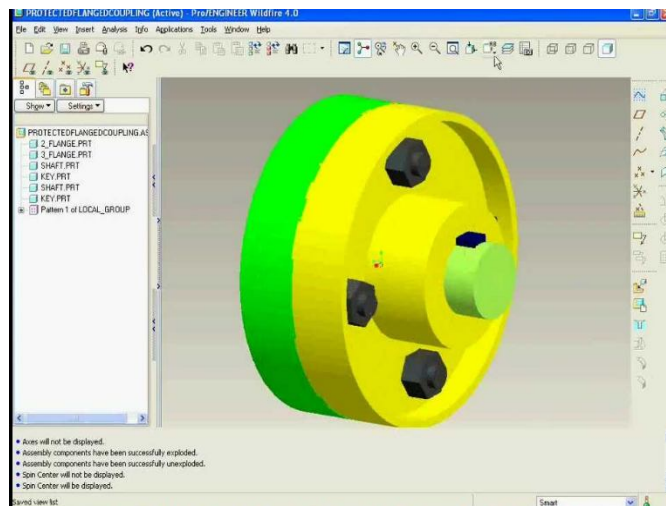 PROTECTEDFLANGEDCOUPLING (Active) - Pro/ENGINEER Wildfire 4.0
File Edit View Insert Analysis Info Applications Tools Window Help
Show Settings
PROTECTEDFLANGEDCOUPLING.AS
2_FLANGE.PRT
3_FLANGE.PRT
SHAFT.PRT
KEY.PRT
SHAFT.PRT
KEY.PRT
Pattern 1 of LOCAL_GROUP
Axes will not be displayed.
Assembly components have been successfully exploded.
Assembly components have been successfully unexploded.
Spin Center will not be displayed.
Spin Center will be displayed.
Saved view list
Smart